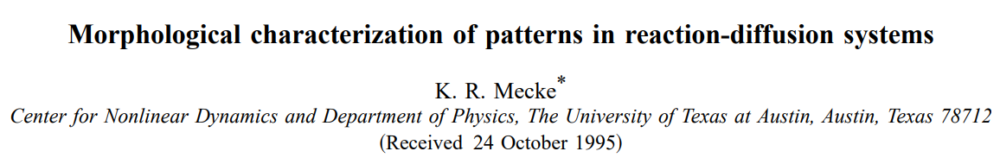 Morphological characterization of patterns in reaction-diffusion systems
K. R. Mecke*
Center for Nonlinear Dynamics and Department of Physics, The University of Texas at Austin, Austin, Texas 78712
(Received 24 October 1995)